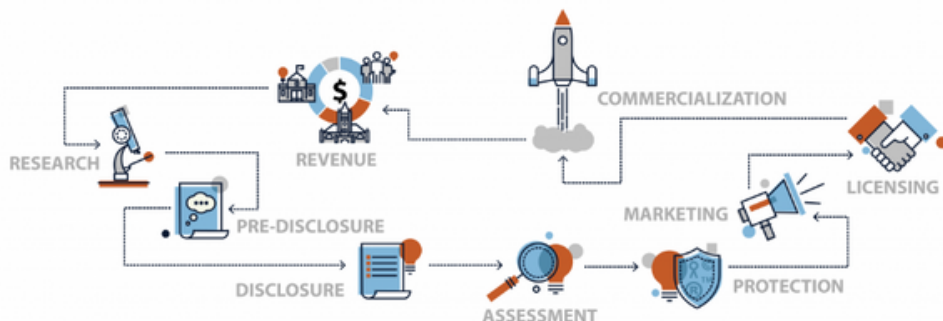 COMMERCIALIZATION
RESEARCH
$
REVENUE
LICENSING
MARKETING
PRE-DISCLOSURE
DISCLOSURE
ASSESSMENT
PROTECTION